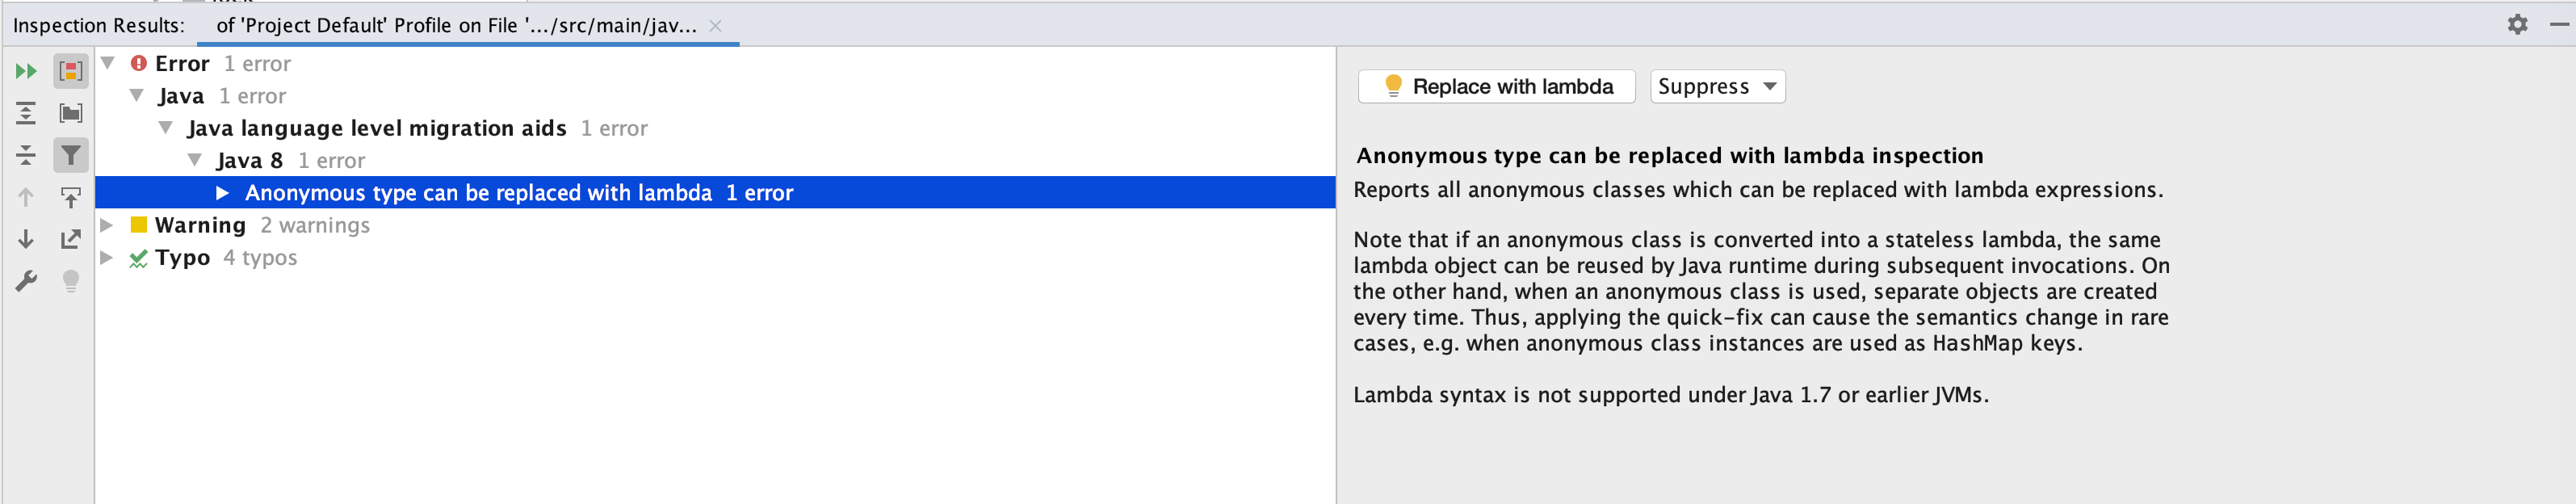 Inspection Results: of 'Project Default' Profile on File '.../src/main/jav...
Error 1 error
Java 1 error
Java language level migration aids 1 error
Java 8 1 error
Anonymous type can be replaced with lambda 1 error
Warning 2 warnings
Typo 4 typos
Replace with lambda Suppress
Anonymous type can be replaced with lambda inspection
Reports all anonymous classes which can be replaced with lambda expressions.
Note that if an anonymous class is converted into a stateless lambda, the same
lambda object can be reused by Java runtime during subsequent invocations. On
the other hand, when an anonymous class is used, separate objects are created
every time. Thus, applying the quick-fix can cause the semantics change in rare
cases, e.g. when anonymous class instances are used as HashMap keys.
Lambda syntax is not supported under Java 1.7 or earlier JVMs.